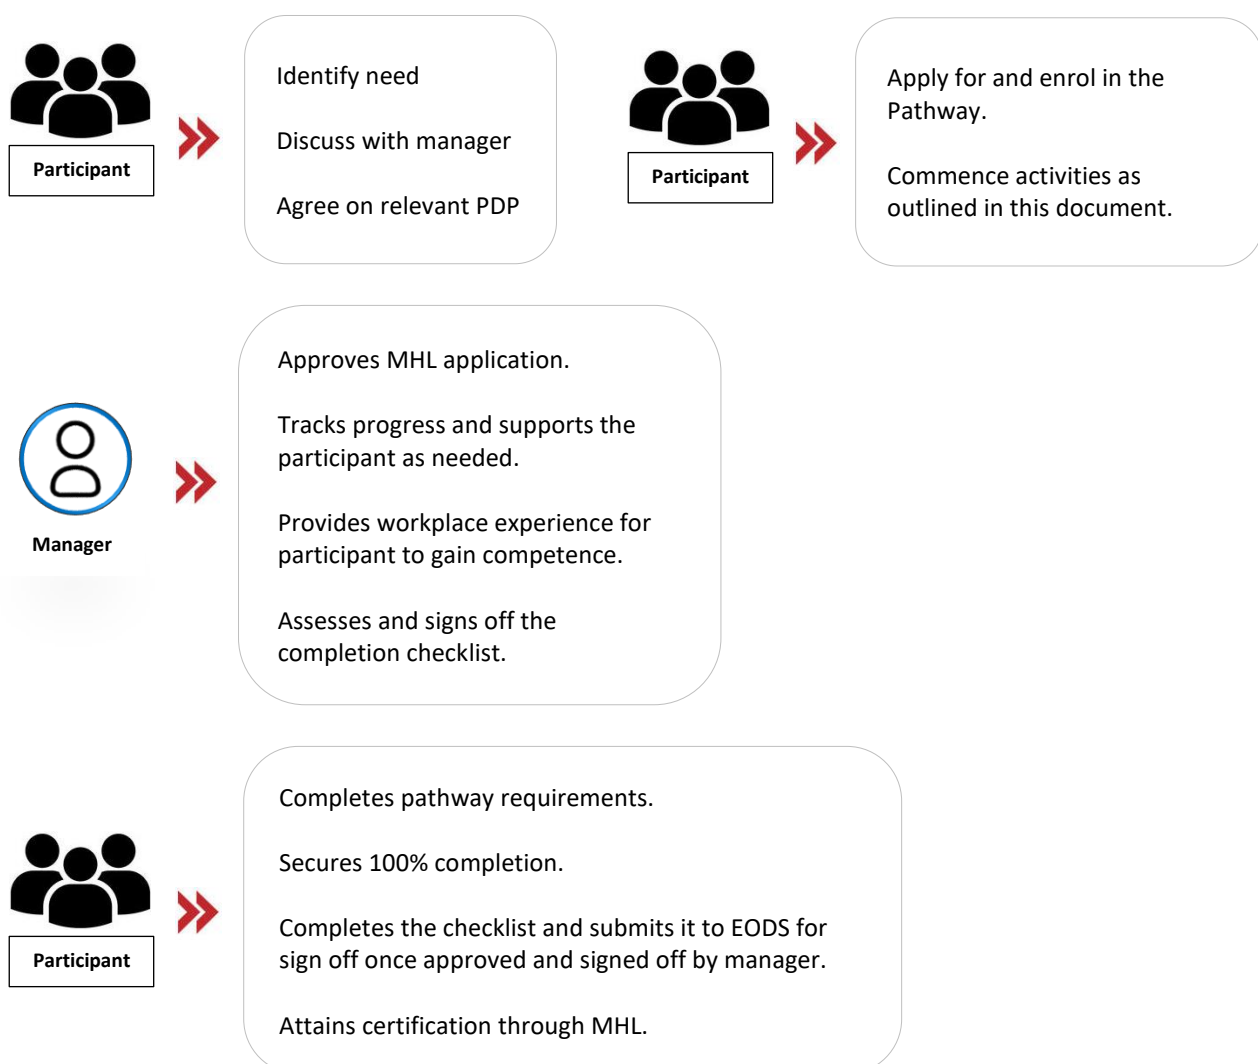 Participant
Identify need
Discuss with manager
Agree on relevant PDP
Participant
Apply for and enrol in the
Pathway.
Commence activities as
outlined in this document.
Manager
Approves MHL application.
Tracks progress and supports the
participant as needed.
Provides workplace experience for
participant to gain competence.
Assesses and signs off the
completion checklist.
Participant
Completes pathway requirements.
Secures 100% completion.
Completes the checklist and submits it to EODS for
sign off once approved and signed off by manager.
Attains certification through MHL.